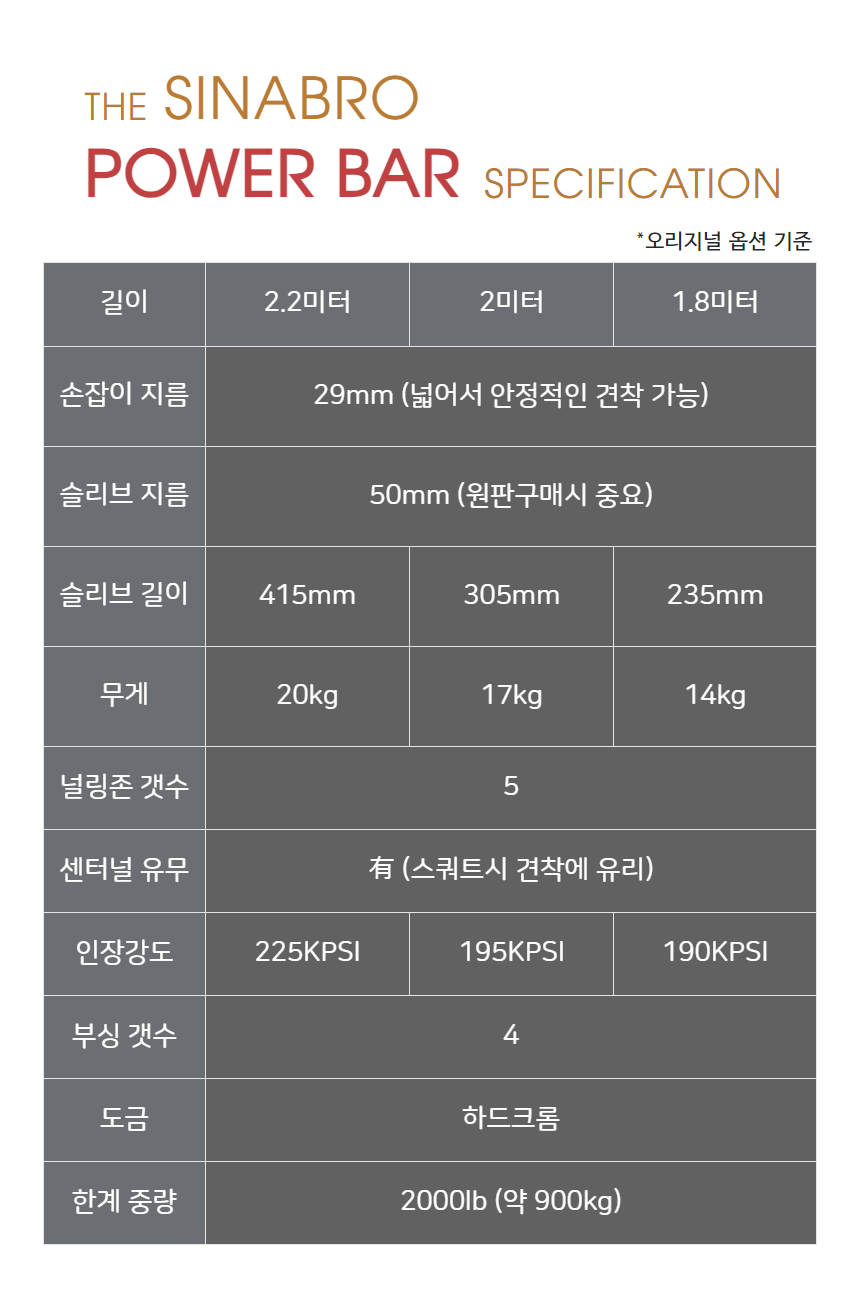 THE SINABRO
POWER BAR SPECIFICATION
*오리지널 옵션 기준
길이 2.2미터 2미터 1.8미터
손잡이 지름 29mm (넓어서 안정적인 견착 가능)
슬리브 지름 50mm (원판구매시 중요)
슬리브 길이 415mm 305mm 235mm
무게 20kg 17kg 14kg
널링존 갯수 5
센터널 유무 有 (스쿼트시 견착에 유리)
인장강도 225KPSI 195KPSI 190KPSI
부싱 갯수 4
도금 하드크롬
한계 중량 2000lb (약 900kg)